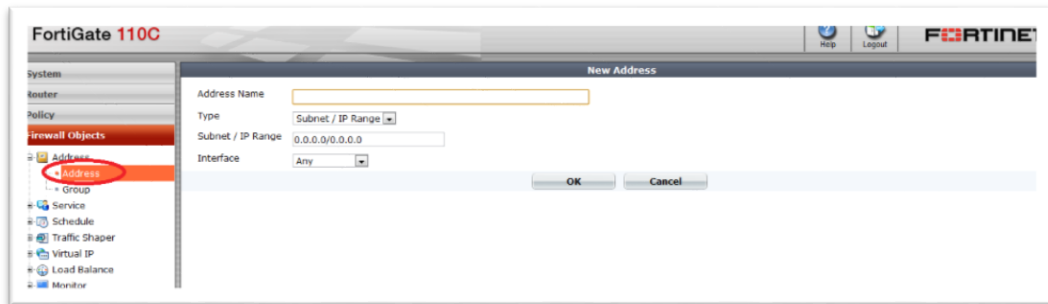 FortiGate 110C
Help
Logout
FORTINET
System
Router
Policy
Firewall Objects
Address
Address
Group
Service
Schedule
Traffic Shaper
Virtual IP
Load Balance
Monitor
New Address
Address Name
Type
Subnet / IP Range
Subnet / IP Range
0.0.0.0/0.0.0.0
Interface
Any
OK
Cancel